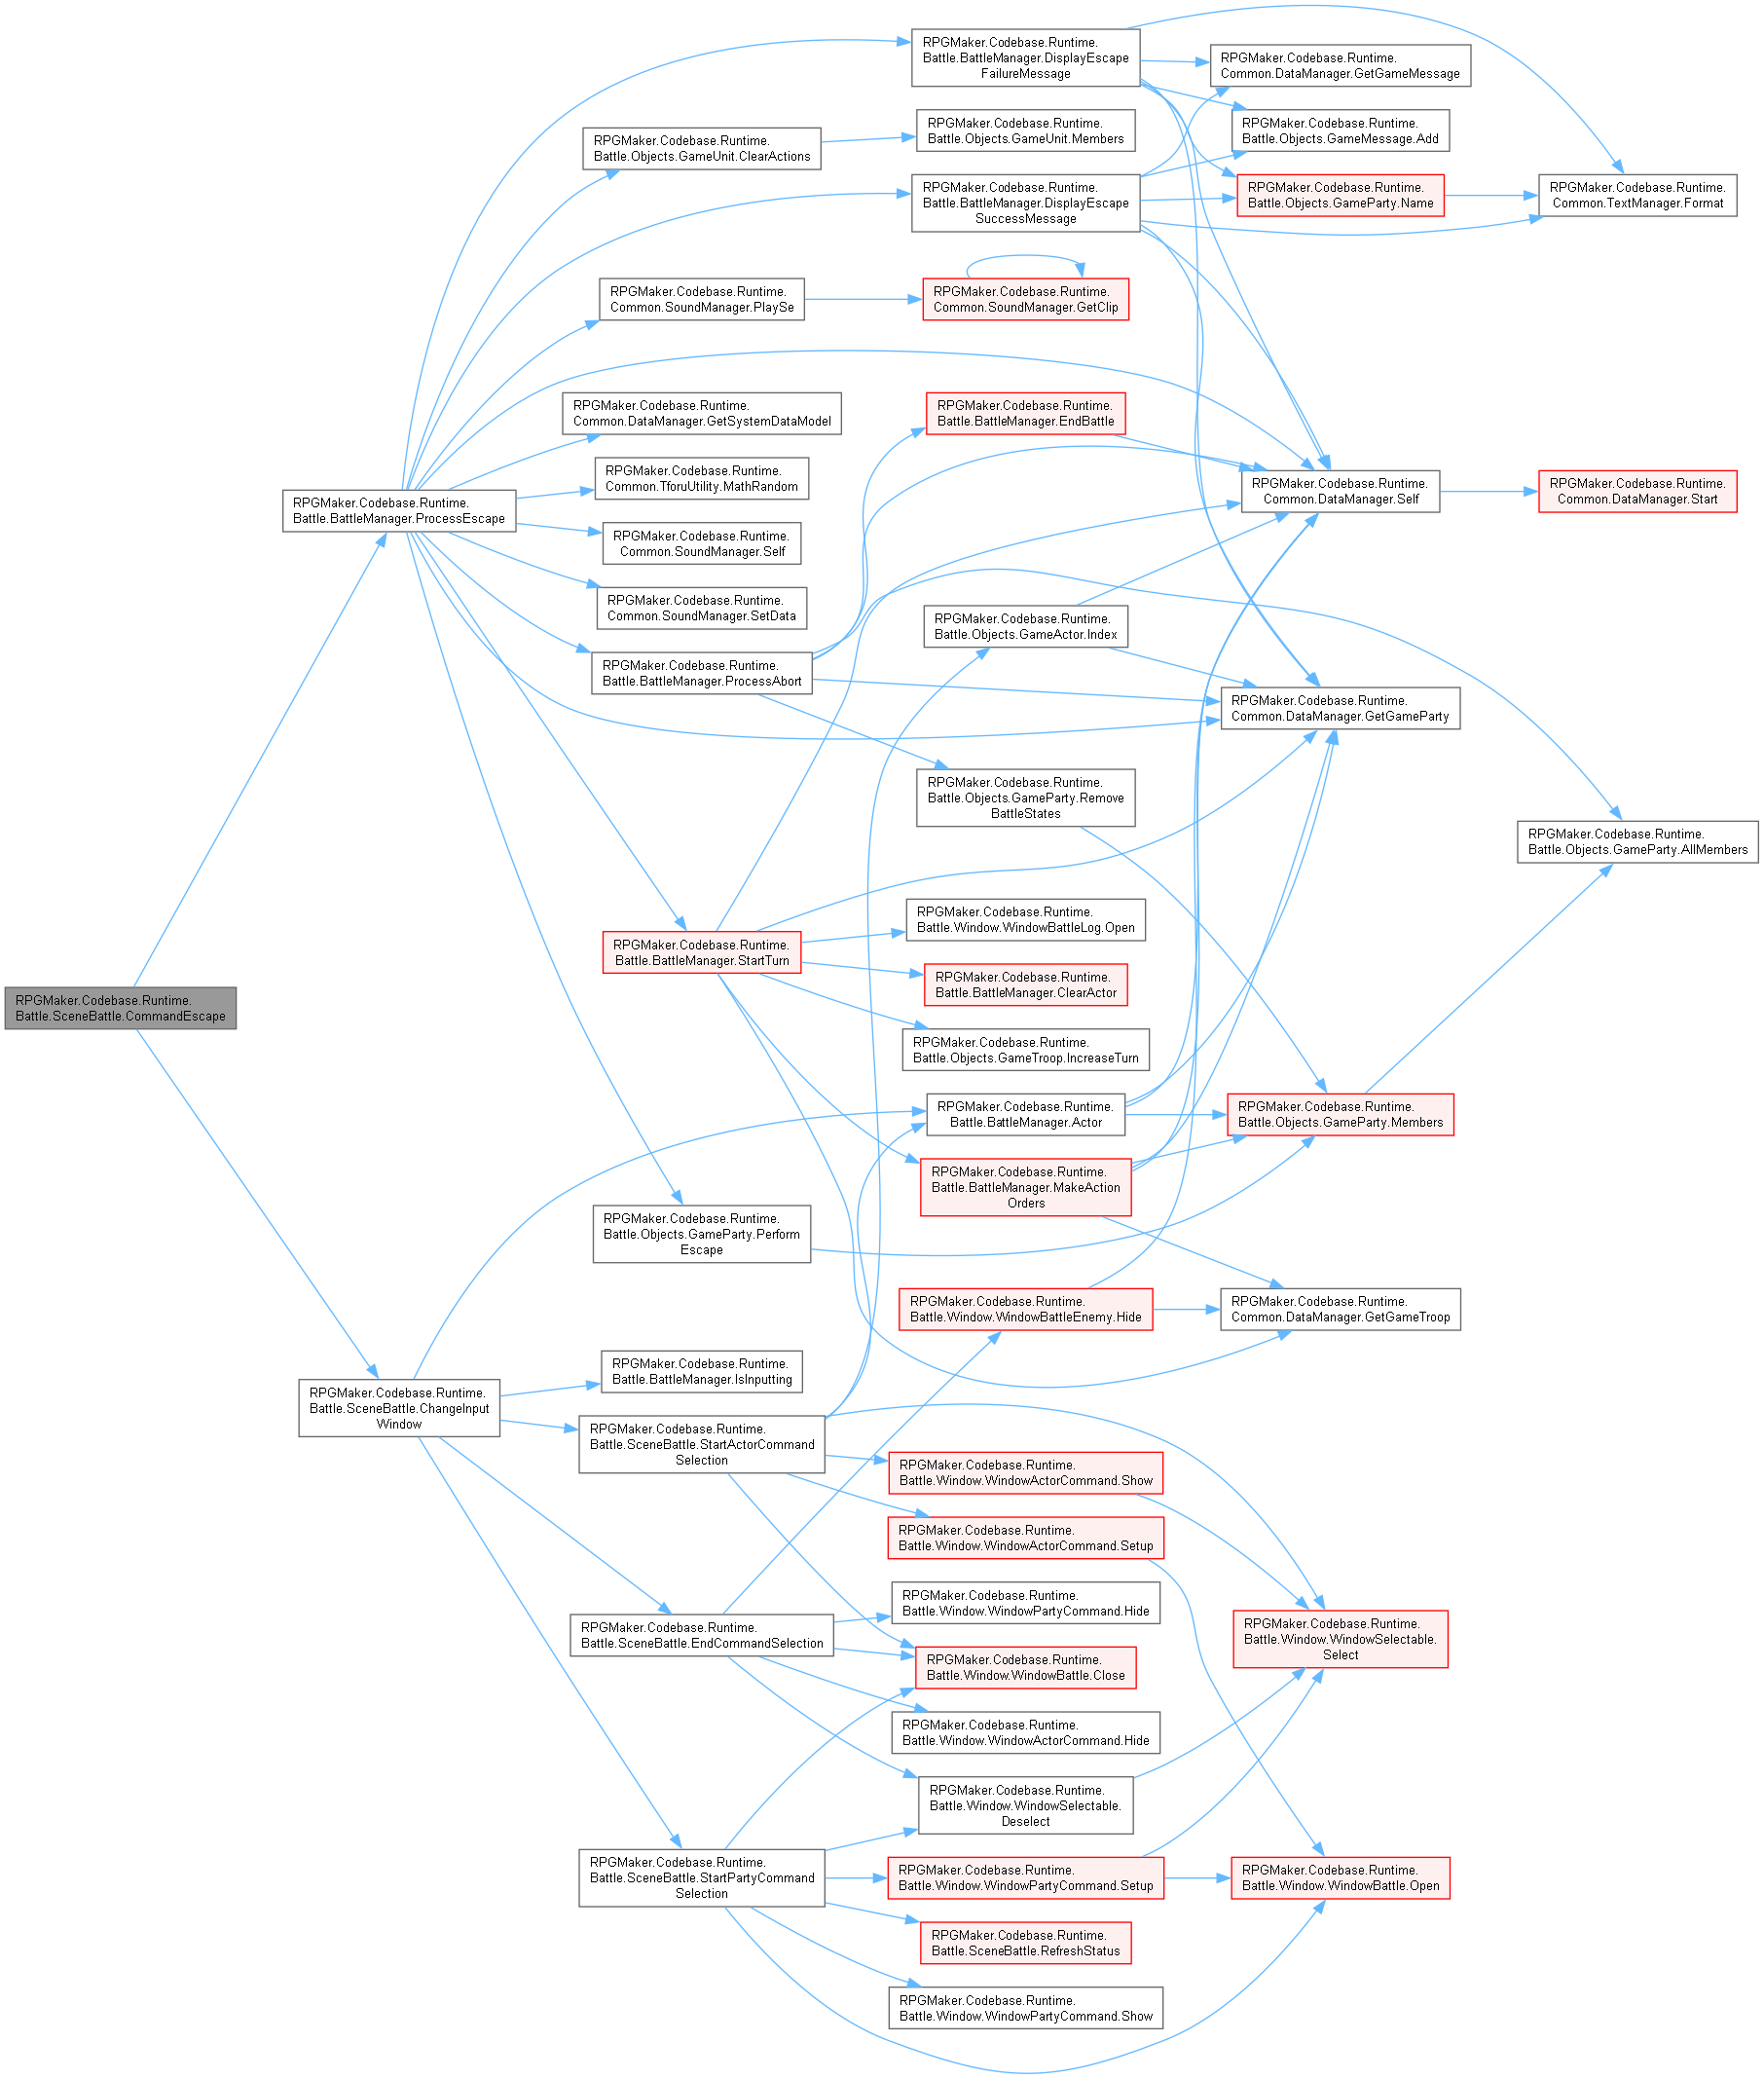 RPGMaker.Codebase.Runtime.
Battle.SceneBattle.CommandEscape
RPGMaker.Codebase.Runtime.
Battle.BattleManager.ProcessEscape
RPGMaker.Codebase.Runtime.
Battle.SceneBattle.ChangeInput
Window
RPGMaker.Codebase.Runtime.
Battle.Objects.GameUnit.ClearActions
RPGMaker.Codebase.Runtime.
Common.SoundManager.PlaySe
RPGMaker.Codebase.Runtime.
Common.DataManager.GetSystemDataModel
RPGMaker.Codebase.Runtime.
Common.TforuUtility.MathRandom
RPGMaker.Codebase.Runtime.
Common.SoundManager.Self
RPGMaker.Codebase.Runtime.
Common.SoundManager.SetData
RPGMaker.Codebase.Runtime.
Battle.BattleManager.ProcessAbort
RPGMaker.Codebase.Runtime.
Battle.BattleManager.StartTurn
RPGMaker.Codebase.Runtime.
Battle.Objects.GameParty.Perform
Escape
RPGMaker.Codebase.Runtime.
Battle.BattleManager.IsInputting
RPGMaker.Codebase.Runtime.
Battle.SceneBattle.StartActorCommand
Selection
RPGMaker.Codebase.Runtime.
Battle.SceneBattle.EndCommandSelection
RPGMaker.Codebase.Runtime.
Battle.SceneBattle.StartPartyCommand
Selection
RPGMaker.Codebase.Runtime.
Battle.BattleManager.DisplayEscape
FailureMessage
RPGMaker.Codebase.Runtime.
Battle.Objects.GameUnit.Members
RPGMaker.Codebase.Runtime.
Battle.BattleManager.DisplayEscape
SuccessMessage
RPGMaker.Codebase.Runtime.
Common.SoundManager.GetClip
RPGMaker.Codebase.Runtime.
Battle.BattleManager.EndBattle
RPGMaker.Codebase.Runtime.
Battle.Objects.GameActor.Index
RPGMaker.Codebase.Runtime.
Battle.Objects.GameParty.Remove
BattleStates
RPGMaker.Codebase.Runtime.
Battle.Window.WindowBattleLog.Open
RPGMaker.Codebase.Runtime.
Battle.BattleManager.ClearActor
RPGMaker.Codebase.Runtime.
Battle.Objects.GameTroop.IncreaseTurn
RPGMaker.Codebase.Runtime.
Battle.BattleManager.Actor
RPGMaker.Codebase.Runtime.
Battle.BattleManager.MakeAction
Orders
RPGMaker.Codebase.Runtime.
Battle.Window.WindowBattleEnemy.Hide
RPGMaker.Codebase.Runtime.
Battle.Window.WindowActorCommand.Show
RPGMaker.Codebase.Runtime.
Battle.Window.WindowActorCommand.Setup
RPGMaker.Codebase.Runtime.
Battle.Window.WindowPartyCommand.Hide
RPGMaker.Codebase.Runtime.
Battle.Window.WindowBattle.Close
RPGMaker.Codebase.Runtime.
Battle.Window.WindowActorCommand.Hide
RPGMaker.Codebase.Runtime.
Battle.Window.WindowSelectable.
Deselect
RPGMaker.Codebase.Runtime.
Battle.Window.WindowPartyCommand.Setup
RPGMaker.Codebase.Runtime.
Battle.SceneBattle.RefreshStatus
RPGMaker.Codebase.Runtime.
Battle.Window.WindowPartyCommand.Show
RPGMaker.Codebase.Runtime.
Common.DataManager.GetGameMessage
RPGMaker.Codebase.Runtime.
Battle.Objects.GameMessage.Add
RPGMaker.Codebase.Runtime.
Battle.Objects.GameParty.Name
RPGMaker.Codebase.Runtime.
Common.DataManager.Self
RPGMaker.Codebase.Runtime.
Common.DataManager.GetGameParty
RPGMaker.Codebase.Runtime.
Battle.Objects.GameParty.Members
RPGMaker.Codebase.Runtime.
Common.DataManager.GetGameTroop
RPGMaker.Codebase.Runtime.
Battle.Window.WindowSelectable.
Select
RPGMaker.Codebase.Runtime.
Battle.Window.WindowBattle.Open
RPGMaker.Codebase.Runtime.
Common.TextManager.Format
RPGMaker.Codebase.Runtime.
Common.DataManager.Start
RPGMaker.Codebase.Runtime.
Battle.Objects.GameParty.AllMembers